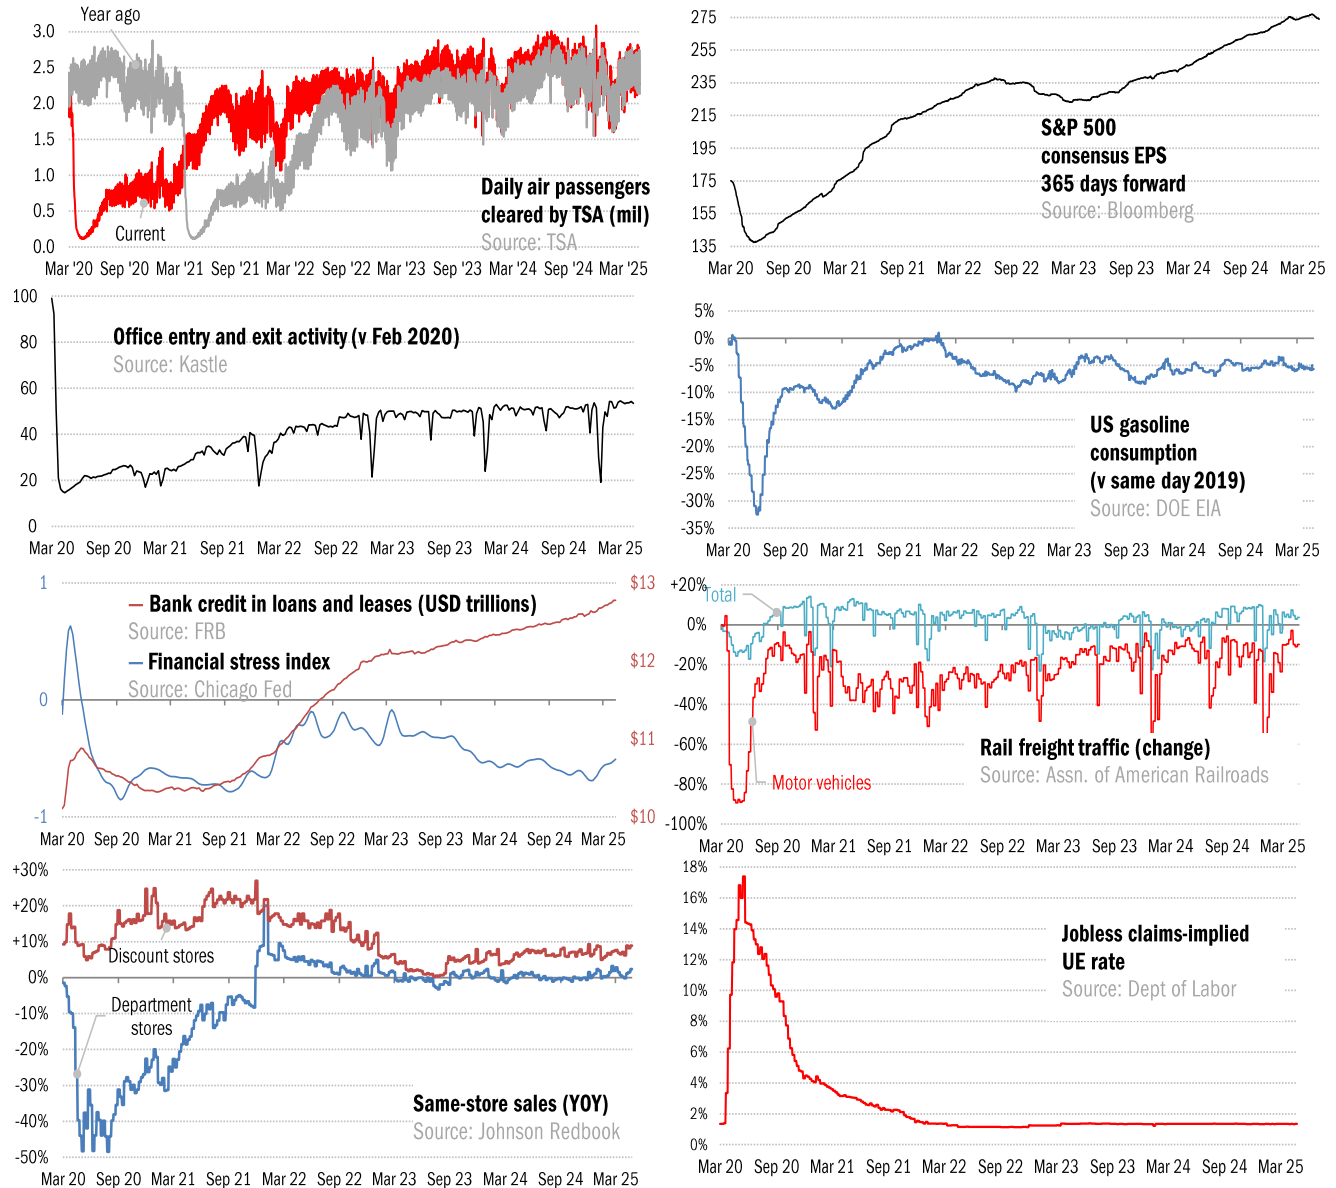 Year ago
3.0
2.5
2.0
1.5
1.0
0.5
0.0
Current
Daily air passengers
cleared by TSA (mil)
Source: TSA
Mar '20 Sep '20 Mar '21 Sep '21 Mar '22 Sep '22 Mar '23 Sep '23 Mar '24 Sep '24 Mar '25
275
255
235
215
195
175
155
135
S&P 500
consensus EPS
365 days forward
Source: Bloomberg
Mar 20 Sep 20 Mar 21 Sep 21 Mar 22 Sep 22 Mar 23 Sep 23 Mar 24 Sep 24 Mar 25
100
80
60
40
20
0
Office entry and exit activity (v Feb 2020)
Source: Kastle
Mar 20 Sep 20 Mar 21 Sep 21 Mar 22 Sep 22 Mar 23 Sep 23 Mar 24 Sep 24 Mar 25
5%
0%
-5%
-10%
-15%
-20%
-25%
-30%
-35%
US gasoline
consumption
(v same day 2019)
Source: DOE EIA
Mar 20 Sep 20 Mar 21 Sep 21 Mar 22 Sep 22 Mar 23 Sep 23 Mar 24 Sep 24 Mar 25
1
0
-1
Bank credit in loans and leases (USD trillions)
Source: FRB
Financial stress index
Source: Chicago Fed
$13
$12
$11
$10
Mar 20 Sep 20 Mar 21 Sep 21 Mar 22 Sep 22 Mar 23 Sep 23 Mar 24 Sep 24 Mar 25
+20%
0%
-20%
-40%
-60%
-80%
-100%
Total
Motor vehicles
Rail freight traffic (change)
Source: Assn. of American Railroads
Mar 20 Sep 20 Mar 21 Sep 21 Mar 22 Sep 22 Mar 23 Sep 23 Mar 24 Sep 24 Mar 25
+30%
+20%
+10%
0%
-10%
-20%
-30%
-40%
-50%
Discount stores
Department
stores
Same-store sales (YOY)
Source: Johnson Redbook
Mar 20 Sep 20 Mar 21 Sep 21 Mar 22 Sep 22 Mar 23 Sep 23 Mar 24 Sep 24 Mar 25
18%
16%
14%
12%
10%
8%
6%
4%
2%
0%
Jobless claims-implied
UE rate
Source: Dept of Labor
Mar 20 Sep 20 Mar 21 Sep 21 Mar 22 Sep 22 Mar 23 Sep 23 Mar 24 Sep 24 Mar 25